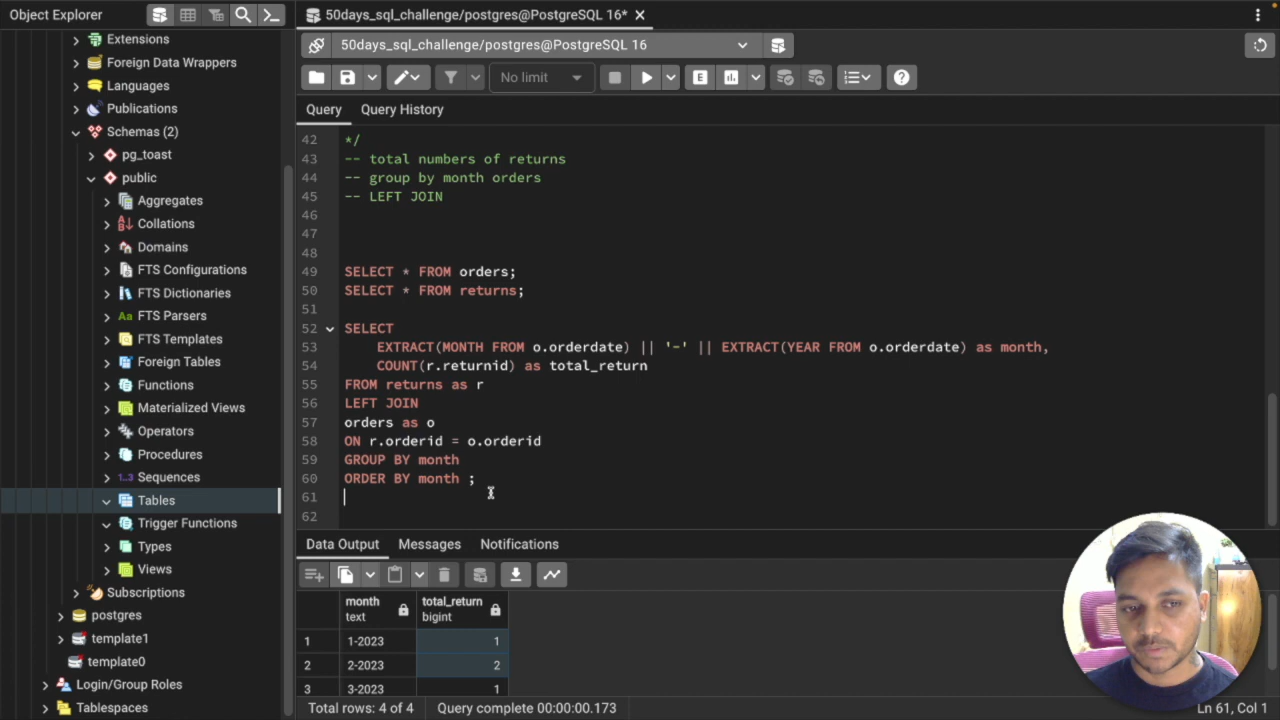 Object Explorer
50days_sql_challenge/postgres@PostgreSQL 16*
Extensions
Foreign Data Wrappers
Languages
Publications
Schemas (2)
pg_toast
public
Aggregates
Collations
Domains
FTS Configurations
FTS Dictionaries
FTS Parsers
FTS Templates
Foreign Tables
Functions
Materialized Views
Operators
Procedures
Sequences
Tables
Trigger Functions
Types
Views
Subscriptions
postgres
template1
template0
Login/Group Roles
Tablespaces
50days_sql_challenge/postgres@PostgreSQL 16
No limit
Query
Query History
42 */
43 -- total numbers of returns
44 -- group by month orders
45 -- LEFT JOIN
46
47
48
49 SELECT * FROM orders;
50 SELECT * FROM returns;
51
52 SELECT
53 EXTRACT(MONTH FROM o.orderdate) || '-' || EXTRACT(YEAR FROM o.orderdate) as month,
54 COUNT(r.returnid) as total_return
55 FROM returns as r
56 LEFT JOIN
57 orders as o
58 ON r.orderid = o.orderid
59 GROUP BY month
60 ORDER BY month ;
61
62
Data Output Messages Notifications
month total_return
text bigint
1 1-2023 1
2 2-2023 2
3 3-2023 1
Total rows: 4 of 4 Query complete 00:00:00.173 Ln 61, Col 1